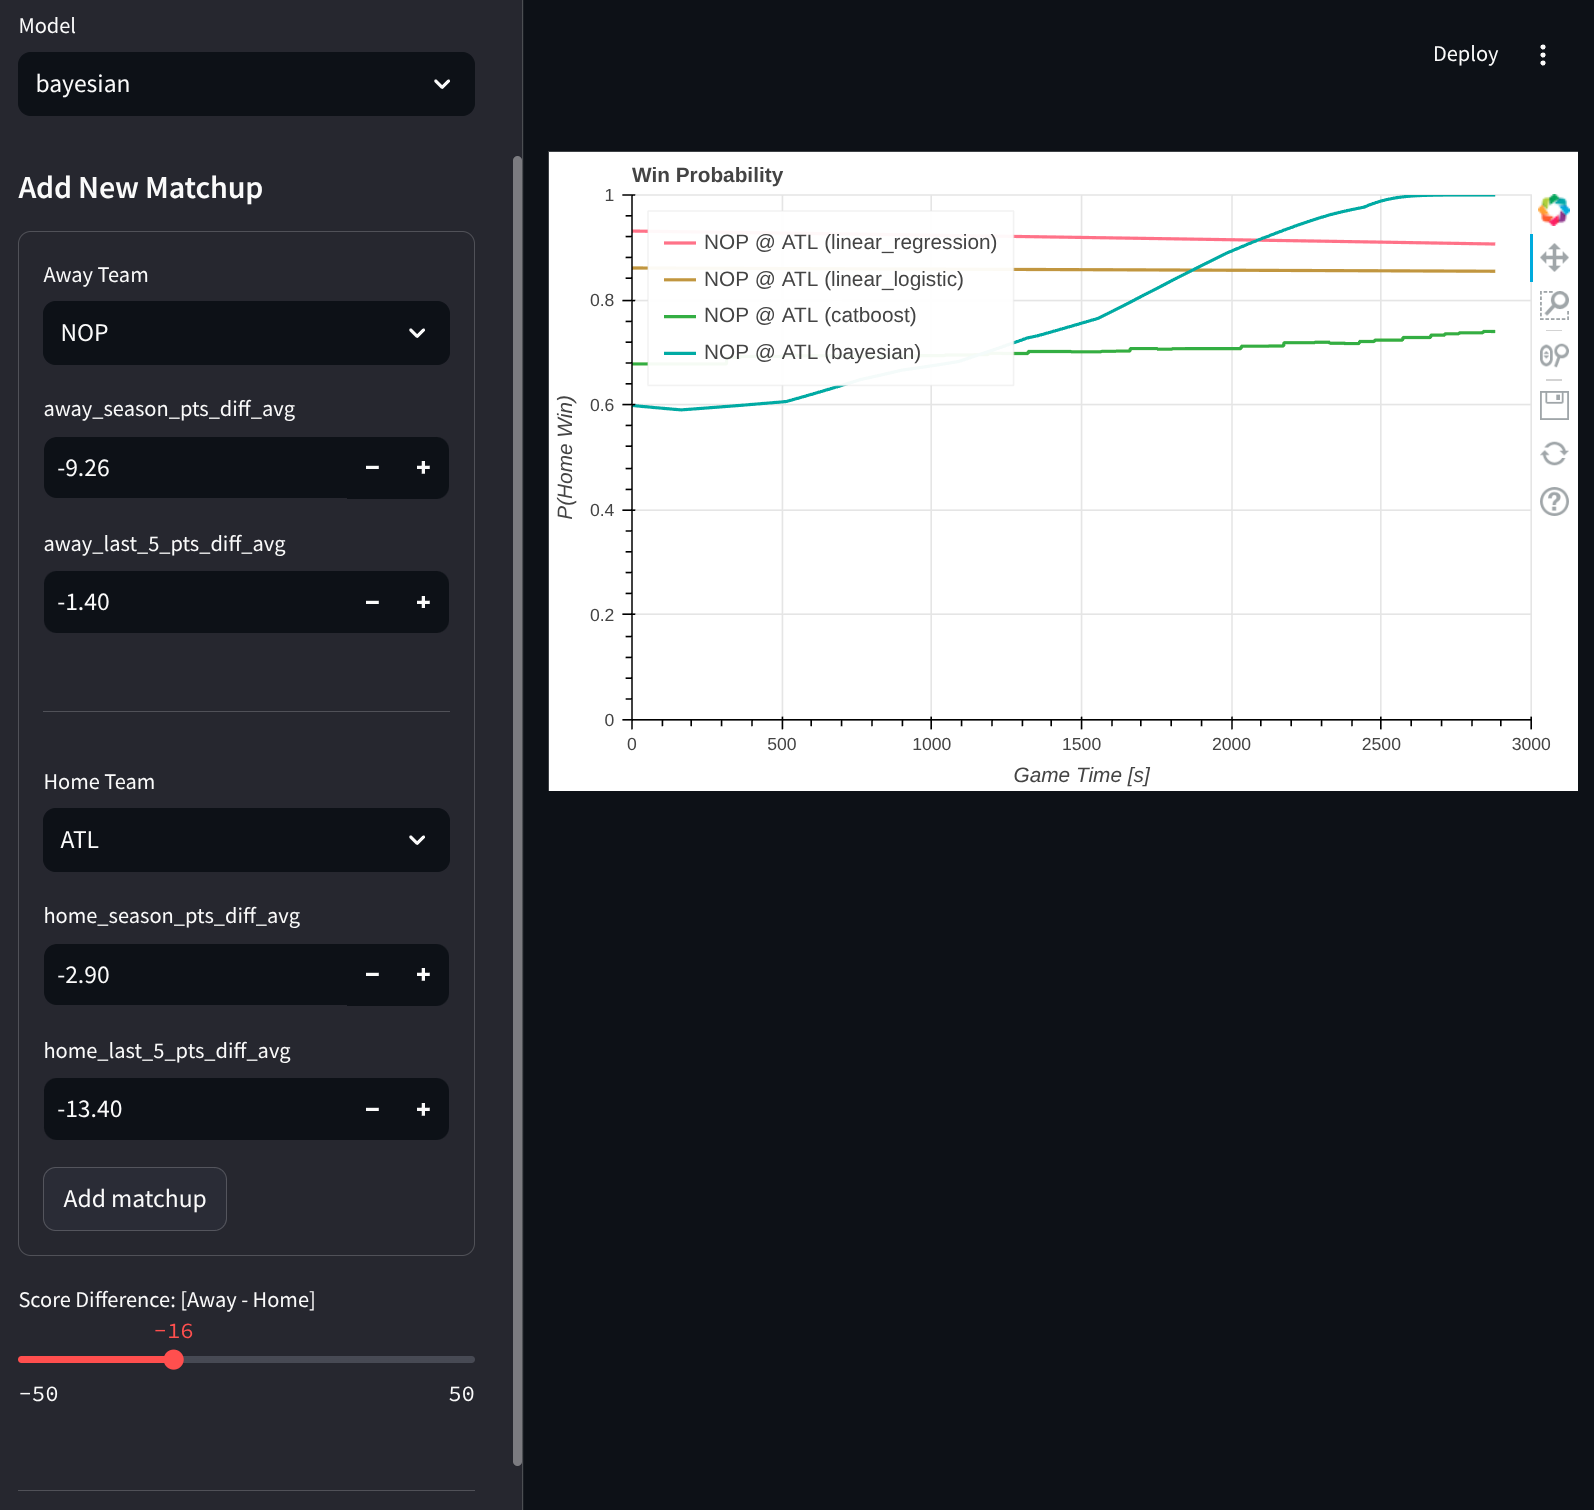 Model
bayesian
Add New Matchup
Away Team
NOP
away_season_pts_diff_avg
-9.26
away_last_5_pts_diff_avg
-1.40
Home Team
ATL
home_season_pts_diff_avg
-2.90
home_last_5_pts_diff_avg
-13.40
Add matchup
Score Difference: [Away - Home]
−16
−50 50
Deploy
Win Probability
NOP @ ATL (linear_regression)
NOP @ ATL (linear_logistic)
NOP @ ATL (catboost)
NOP @ ATL (bayesian)
P(Home Win)
1
0.8
0.6
0.4
0.2
0
0 500 1000 1500 2000 2500 3000
Game Time [s]